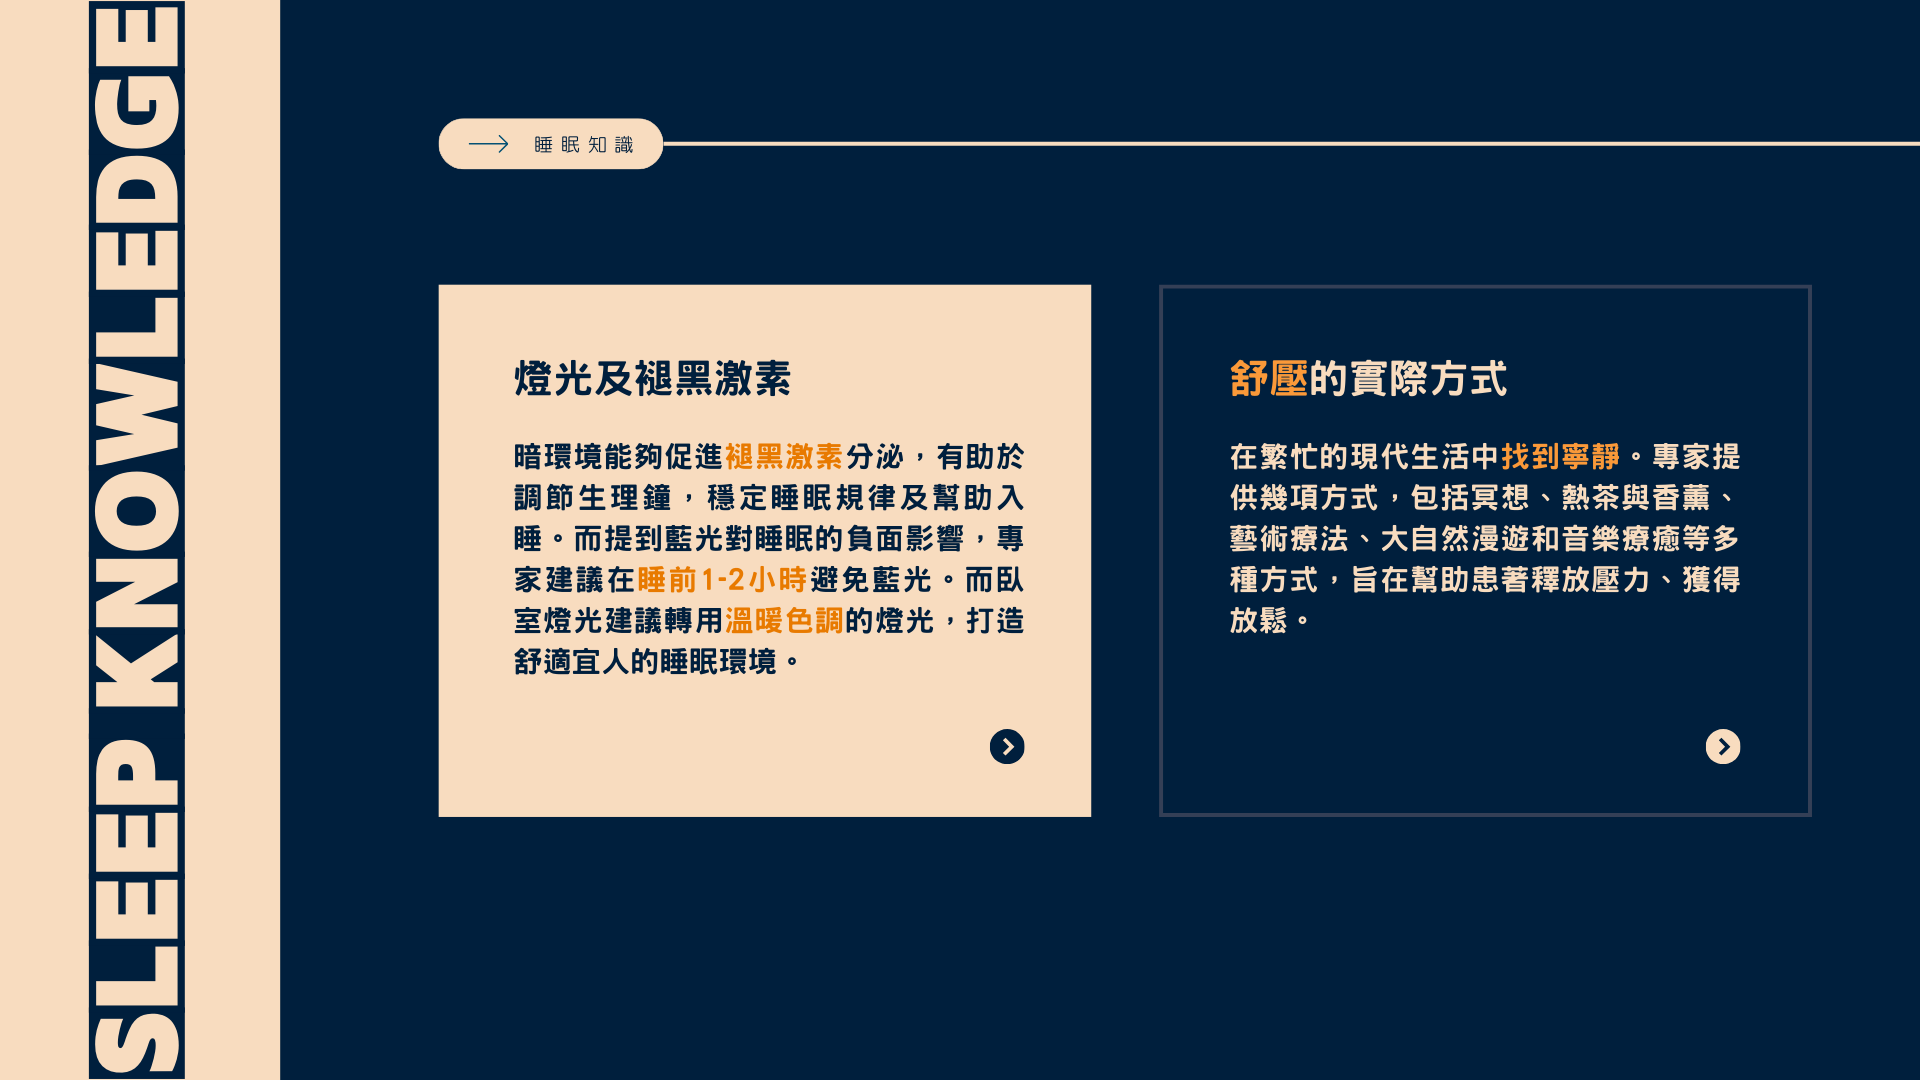 SLEEP KNOWLEDGE
睡眠知識
燈光及褪黑激素
暗環境能夠促進褪黑激素分泌，有助於
調節生理鐘，穩定睡眠規律及幫助入
睡。而提到藍光對睡眠的負面影響，專
家建議在睡前1-2小時避免藍光。而臥
室燈光建議轉用溫暖色調的燈光，打造
舒適宜人的睡眠環境。
舒壓的實際方式
在繁忙的現代生活中找到寧靜。專家提
供幾項方式，包括冥想、熱茶與香薰、
藝術療法、大自然漫遊和音樂療癒等多
種方式，旨在幫助患著釋放壓力、獲得
放鬆。